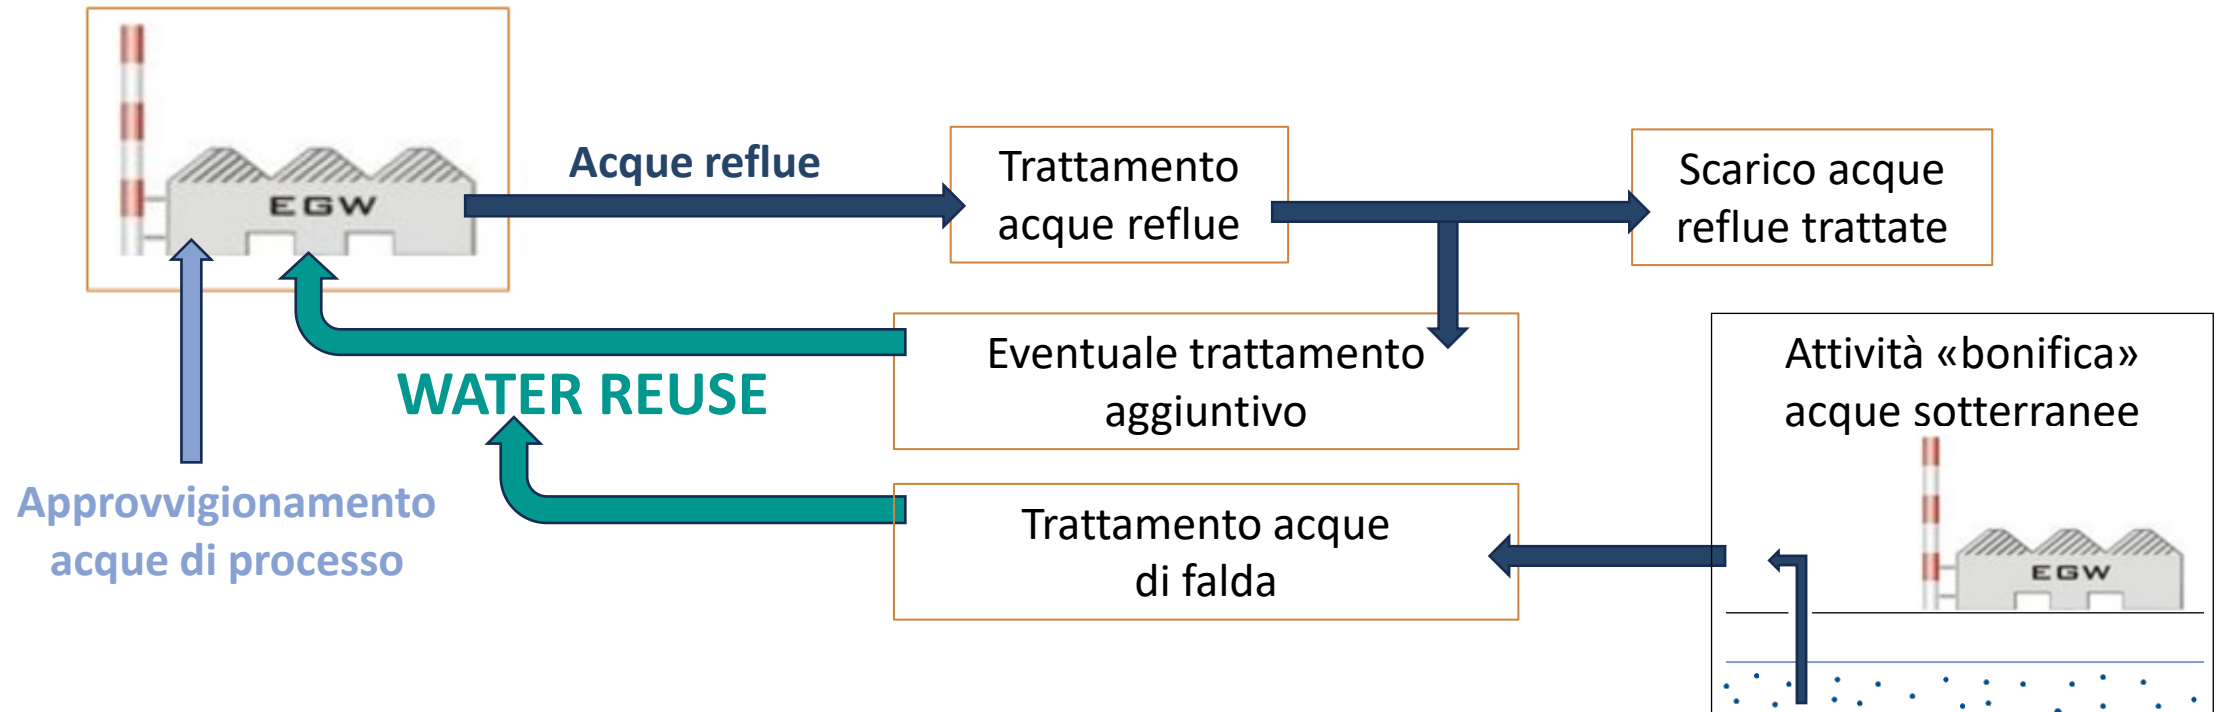 EGW
Acque reflue
Trattamento
acque reflue
Scarico acque
reflue trattate
Eventuale trattamento
aggiuntivo
WATER REUSE
Approvvigionamento
acque di processo
Trattamento acque
di falda
Attività «bonifica»
acque sotterranee
EGW